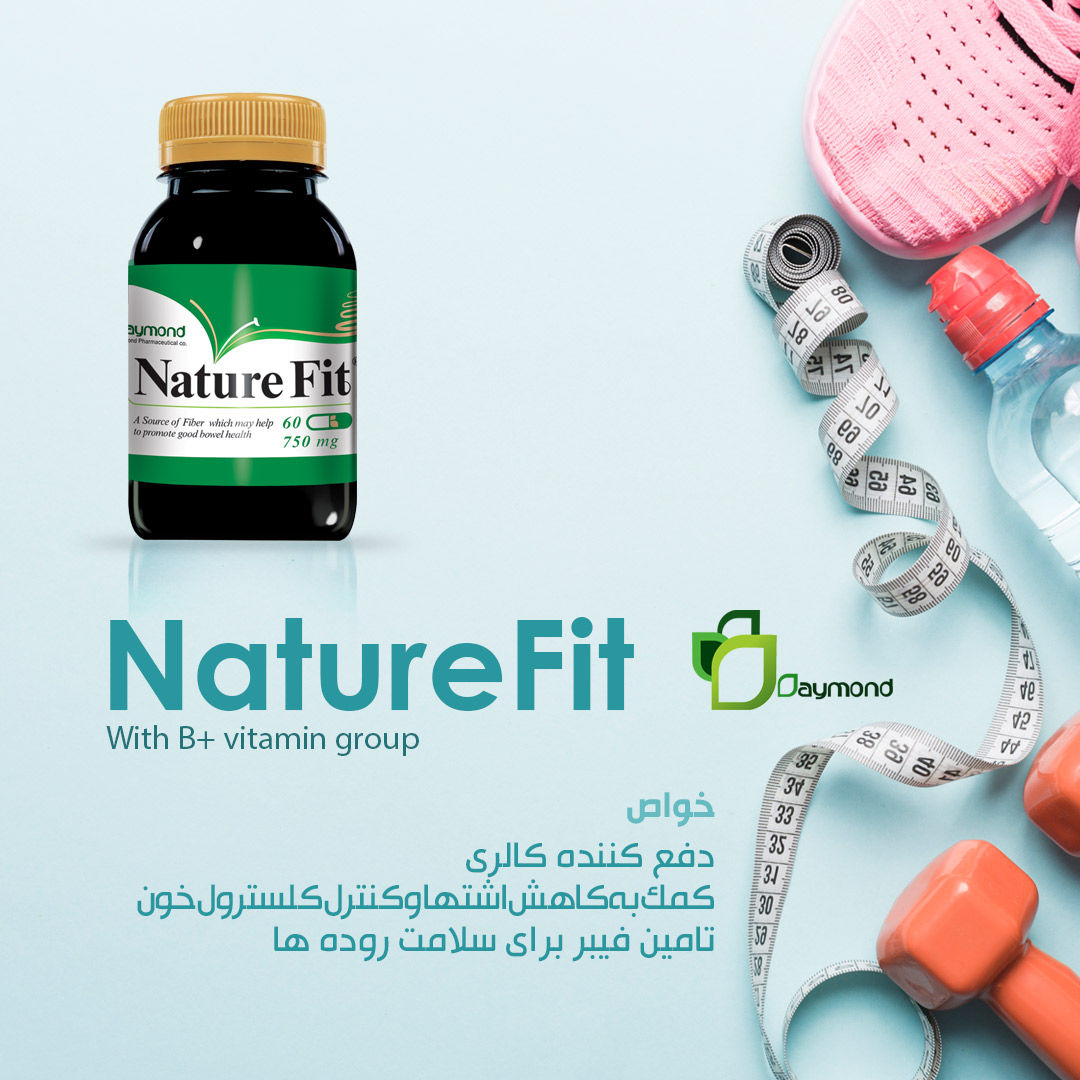 aymond
ond Pharmaceutical co.
Nature Fit
A Source of Fiber which may help
to promote good bowel health
60
750 mg
NatureFit
With B+ vitamin group
Daymond
خواص
دفع کننده کالری
کمک به کاهش اشتها و کنترل کلسترول خون
تامین فیبر برای سلامت روده ها